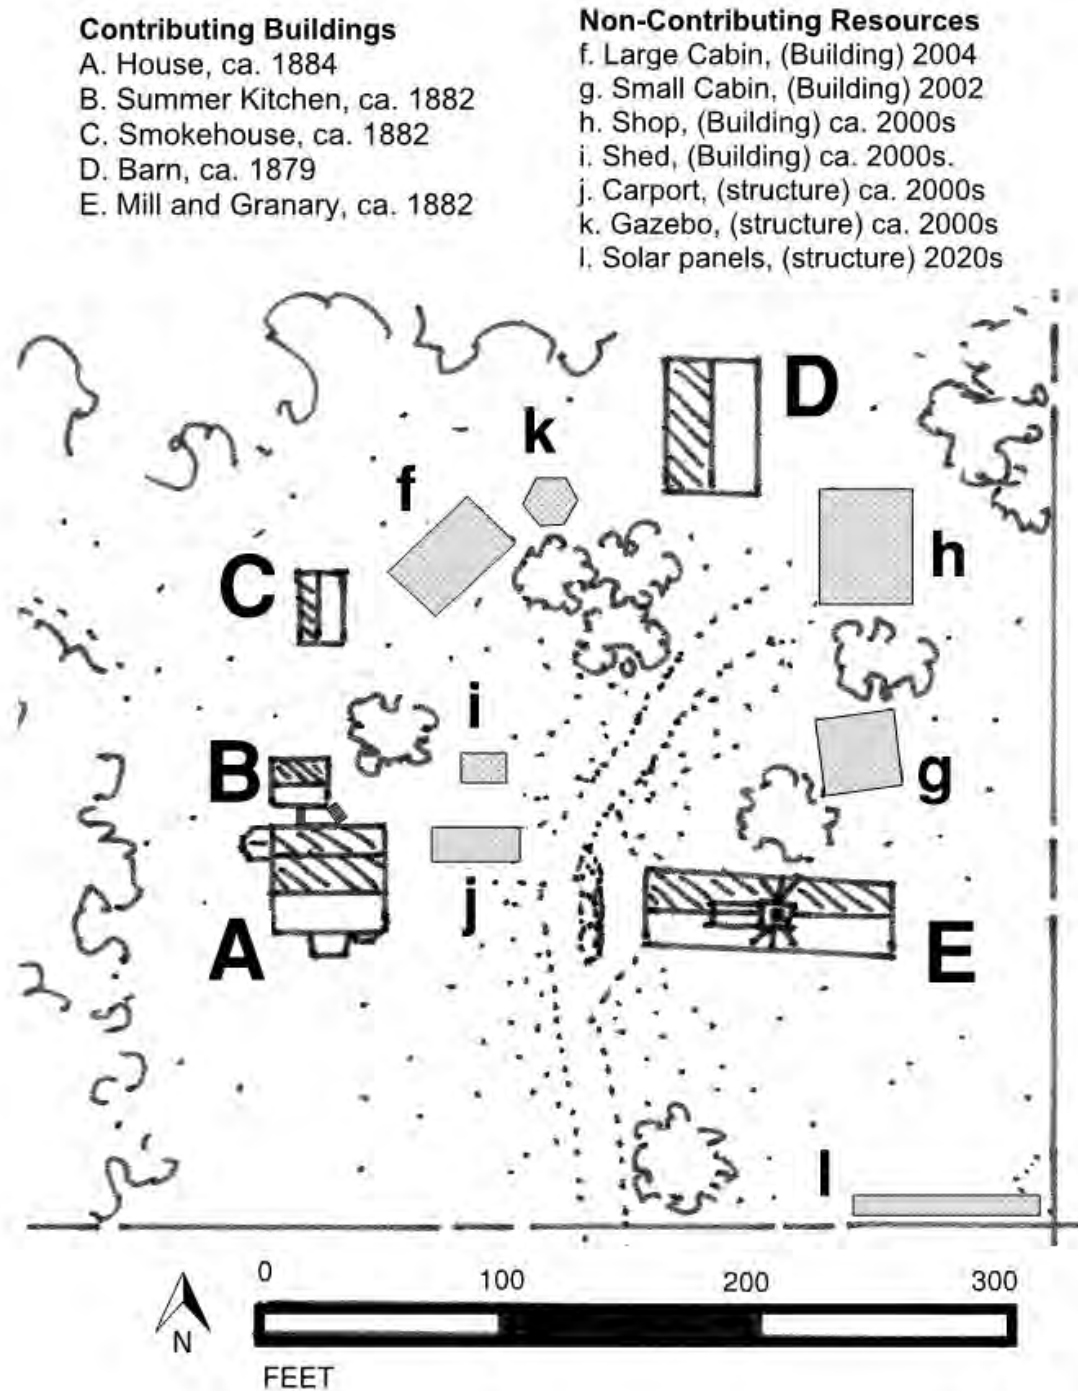 Contributing Buildings
A. House, ca. 1884
B. Summer Kitchen, ca. 1882
C. Smokehouse, ca. 1882
D. Barn, ca. 1879
E. Mill and Granary, ca. 1882
Non-Contributing Resources
f. Large Cabin, (Building) 2004
g. Small Cabin, (Building) 2002
h. Shop, (Building) ca. 2000s
i. Shed, (Building) ca. 2000s.
j. Carport, (structure) ca. 2000s
k. Gazebo, (structure) ca. 2000s
l. Solar panels, (structure) 2020s
D
k
f
h
C
i
B
g
j
A
E
l
0 100 200 300
N
FEET